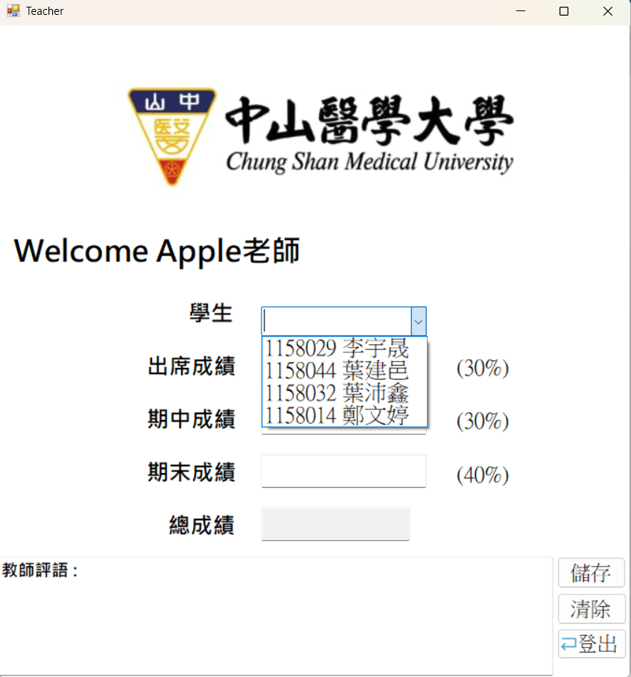 Teacher
中山醫學大學
Chung Shan Medical University
Welcome Apple老師
學生
1158029 李宇晟
1158044 葉建邑
1158032 葉沛鑫
1158014 鄭文婷
出席成績 (30%)
期中成績 (30%)
期末成績 (40%)
總成績
教師評語：
儲存
清除
登出